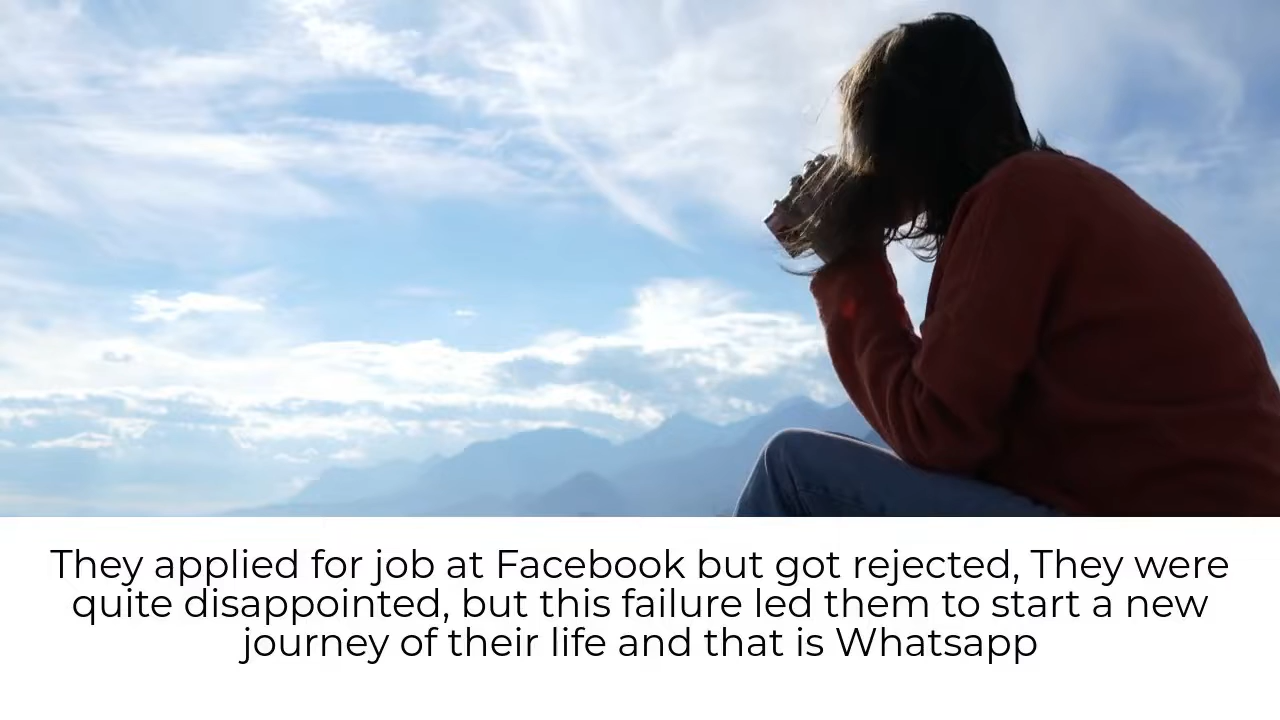 They applied for job at Facebook but got rejected, They were
quite disappointed, but this failure led them to start a new
journey of their life and that is Whatsapp